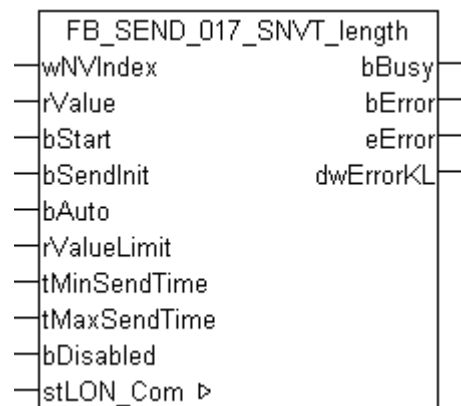 FB_SEND_017_SNVT_length
wNVIndex bBusy
rValue bError
bStart eError
bSendInit dwErrorKL
bAuto
rValueLimit
tMinSendTime
tMaxSendTime
bDisabled
stLON_Com ▷